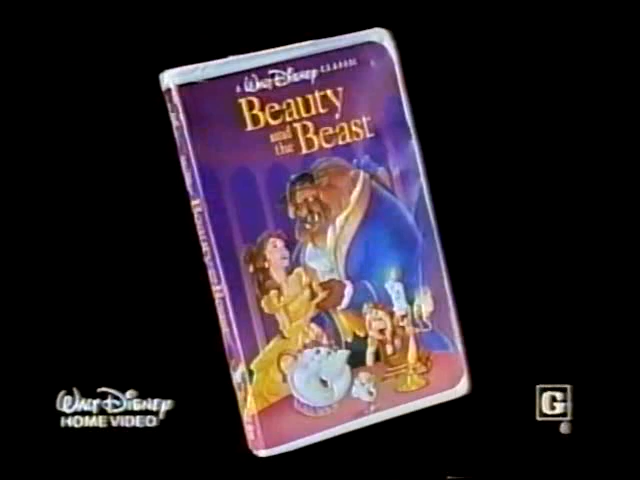 A WALT DISNEY CLASSIC
Beauty
and the Beast
WALT DISNEY
HOME VIDEO
G